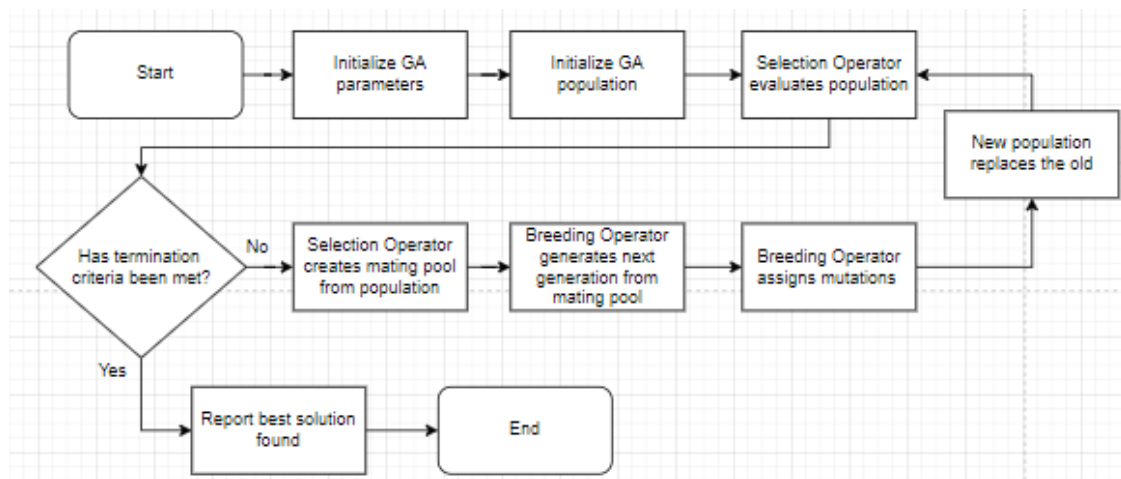 Start
Initialize GA
parameters
Initialize GA
population
Selection Operator
evaluates population
New population
replaces the old
Has termination
criteria been met?
No
Selection Operator
creates mating pool
from population
Breeding Operator
generates next
generation from
mating pool
Breeding Operator
assigns mutations
Yes
Report best solution
found
End